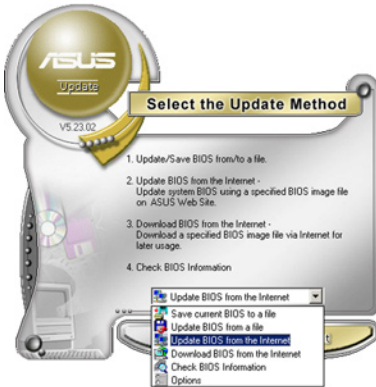 ASUS
Update
V5.23.02
Select the Update Method
1. Update/Save BIOS from/to a file.
2. Update BIOS from the Internet -
Update system BIOS using a specified BIOS image file
on ASUS Web Site.
3. Download BIOS from the Internet -
Download a specified BIOS image file via Internet for
later usage.
4. Check BIOS Information
Update BIOS from the Internet
Save current BIOS to a file
Update BIOS from a file
Update BIOS from the Internet
Download BIOS from the Internet
Check BIOS Information
Options